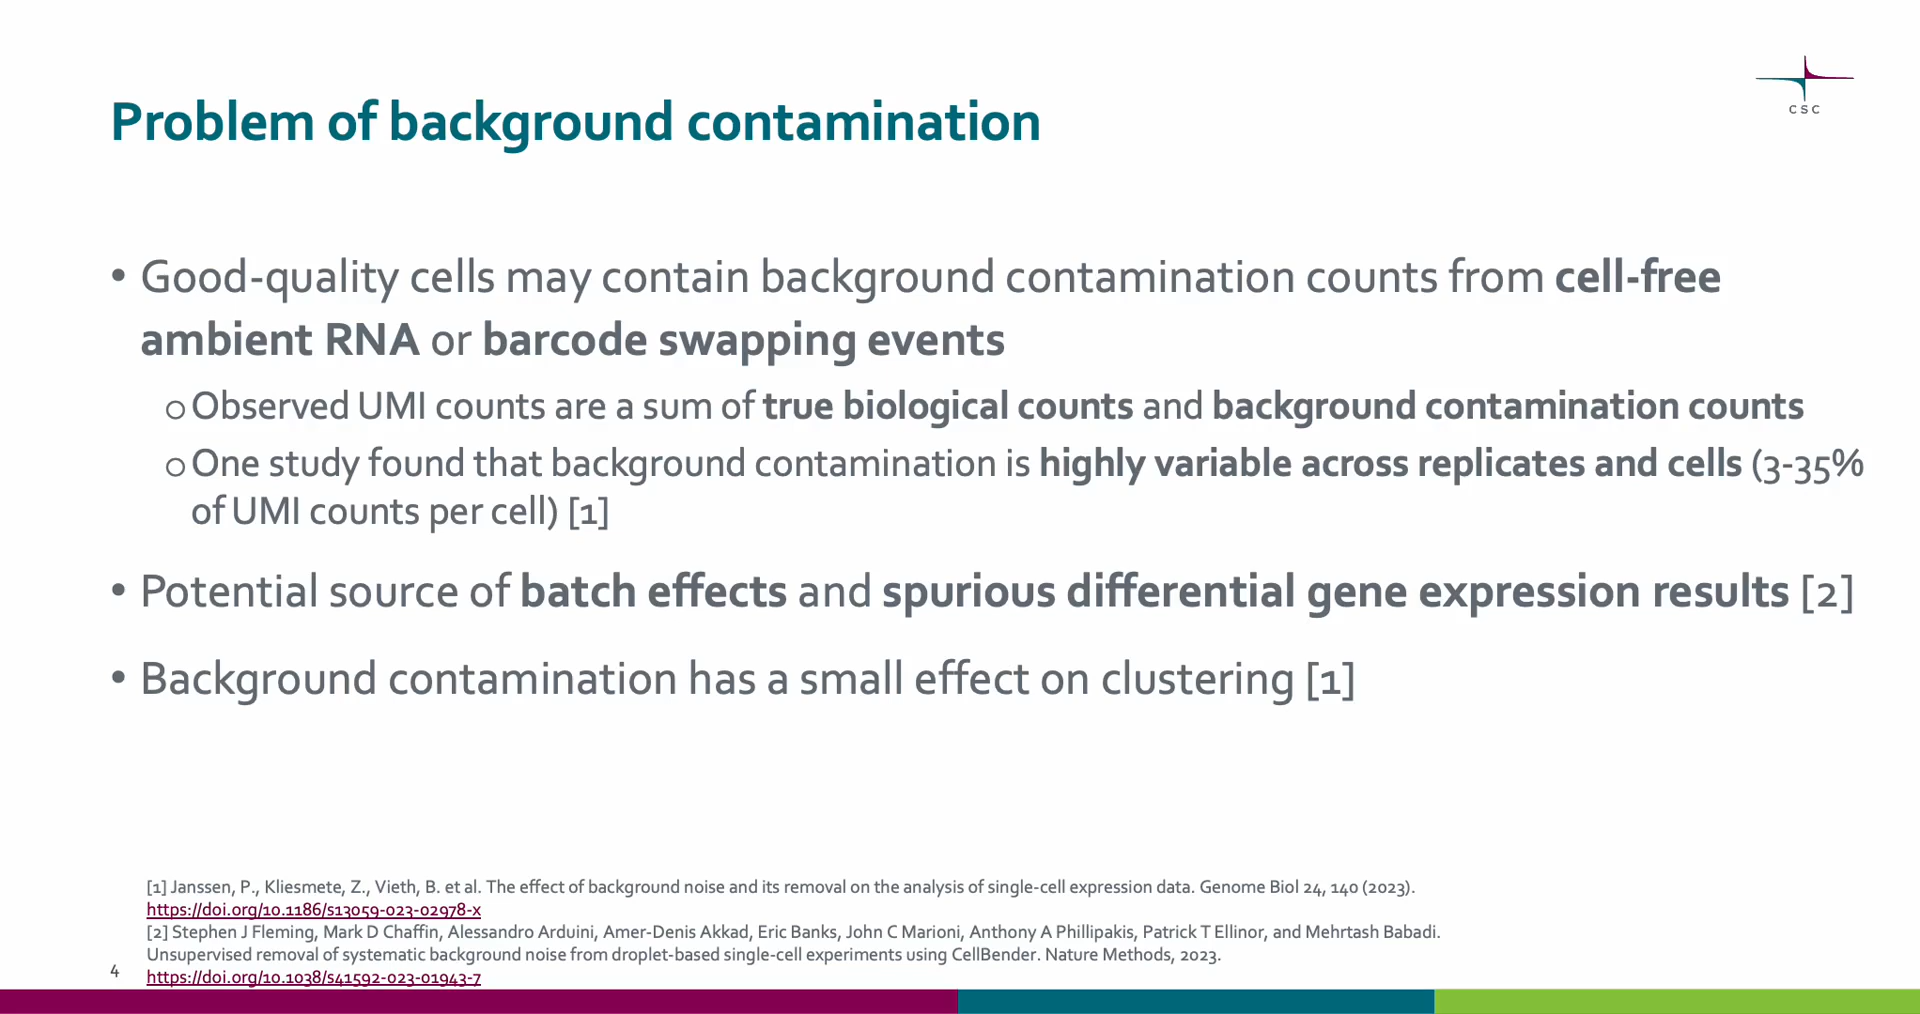 CSC
Problem of background contamination
• Good-quality cells may contain background contamination counts from cell-free
ambient RNA or barcode swapping events
o Observed UMI counts are a sum of true biological counts and background contamination counts
o One study found that background contamination is highly variable across replicates and cells (3-35%
of UMI counts per cell) [1]
• Potential source of batch effects and spurious differential gene expression results [2]
• Background contamination has a small effect on clustering [1]
[1] Janssen, P., Kliesmete, Z., Vieth, B. et al. The effect of background noise and its removal on the analysis of single-cell expression data. Genome Biol 24, 140 (2023).
https://doi.org/10.1186/s13059-023-02978-x
[2] Stephen J Fleming, Mark D Chaffin, Alessandro Arduini, Amer-Denis Akkad, Eric Banks, John C Marioni, Anthony A Phillipakis, Patrick T Ellinor, and Mehrtash Babadi.
Unsupervised removal of systematic background noise from droplet-based single-cell experiments using CellBender. Nature Methods, 2023.
https://doi.org/10.1038/s41592-023-01943-7
4